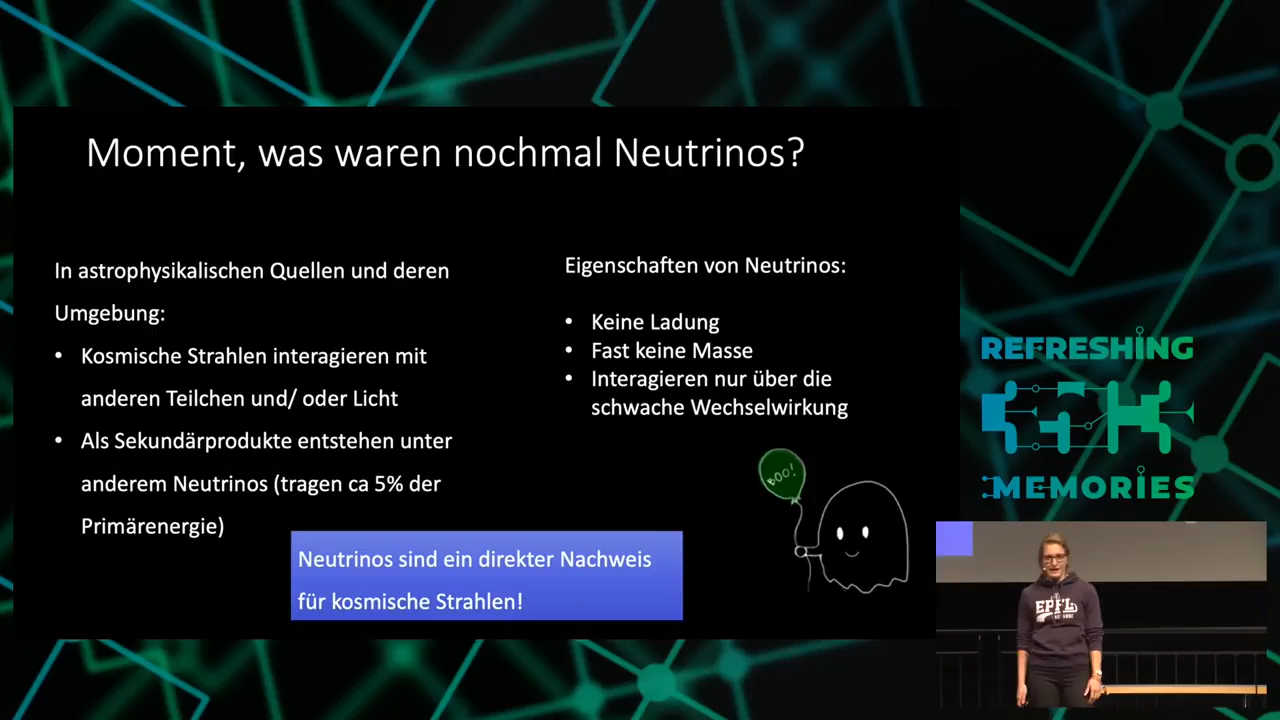 Moment, was waren nochmal Neutrinos?
In astrophysikalischen Quellen und deren
Umgebung:
• Kosmische Strahlen interagieren mit
anderen Teilchen und/ oder Licht
• Als Sekundärprodukte entstehen unter
anderem Neutrinos (tragen ca 5% der
Primärenergie)
Eigenschaften von Neutrinos:
• Keine Ladung
• Fast keine Masse
• Interagieren nur über die
schwache Wechselwirkung
BOO!
Neutrinos sind ein direkter Nachweis
für kosmische Strahlen!
REFRESHING
MEMORIES
EPFL